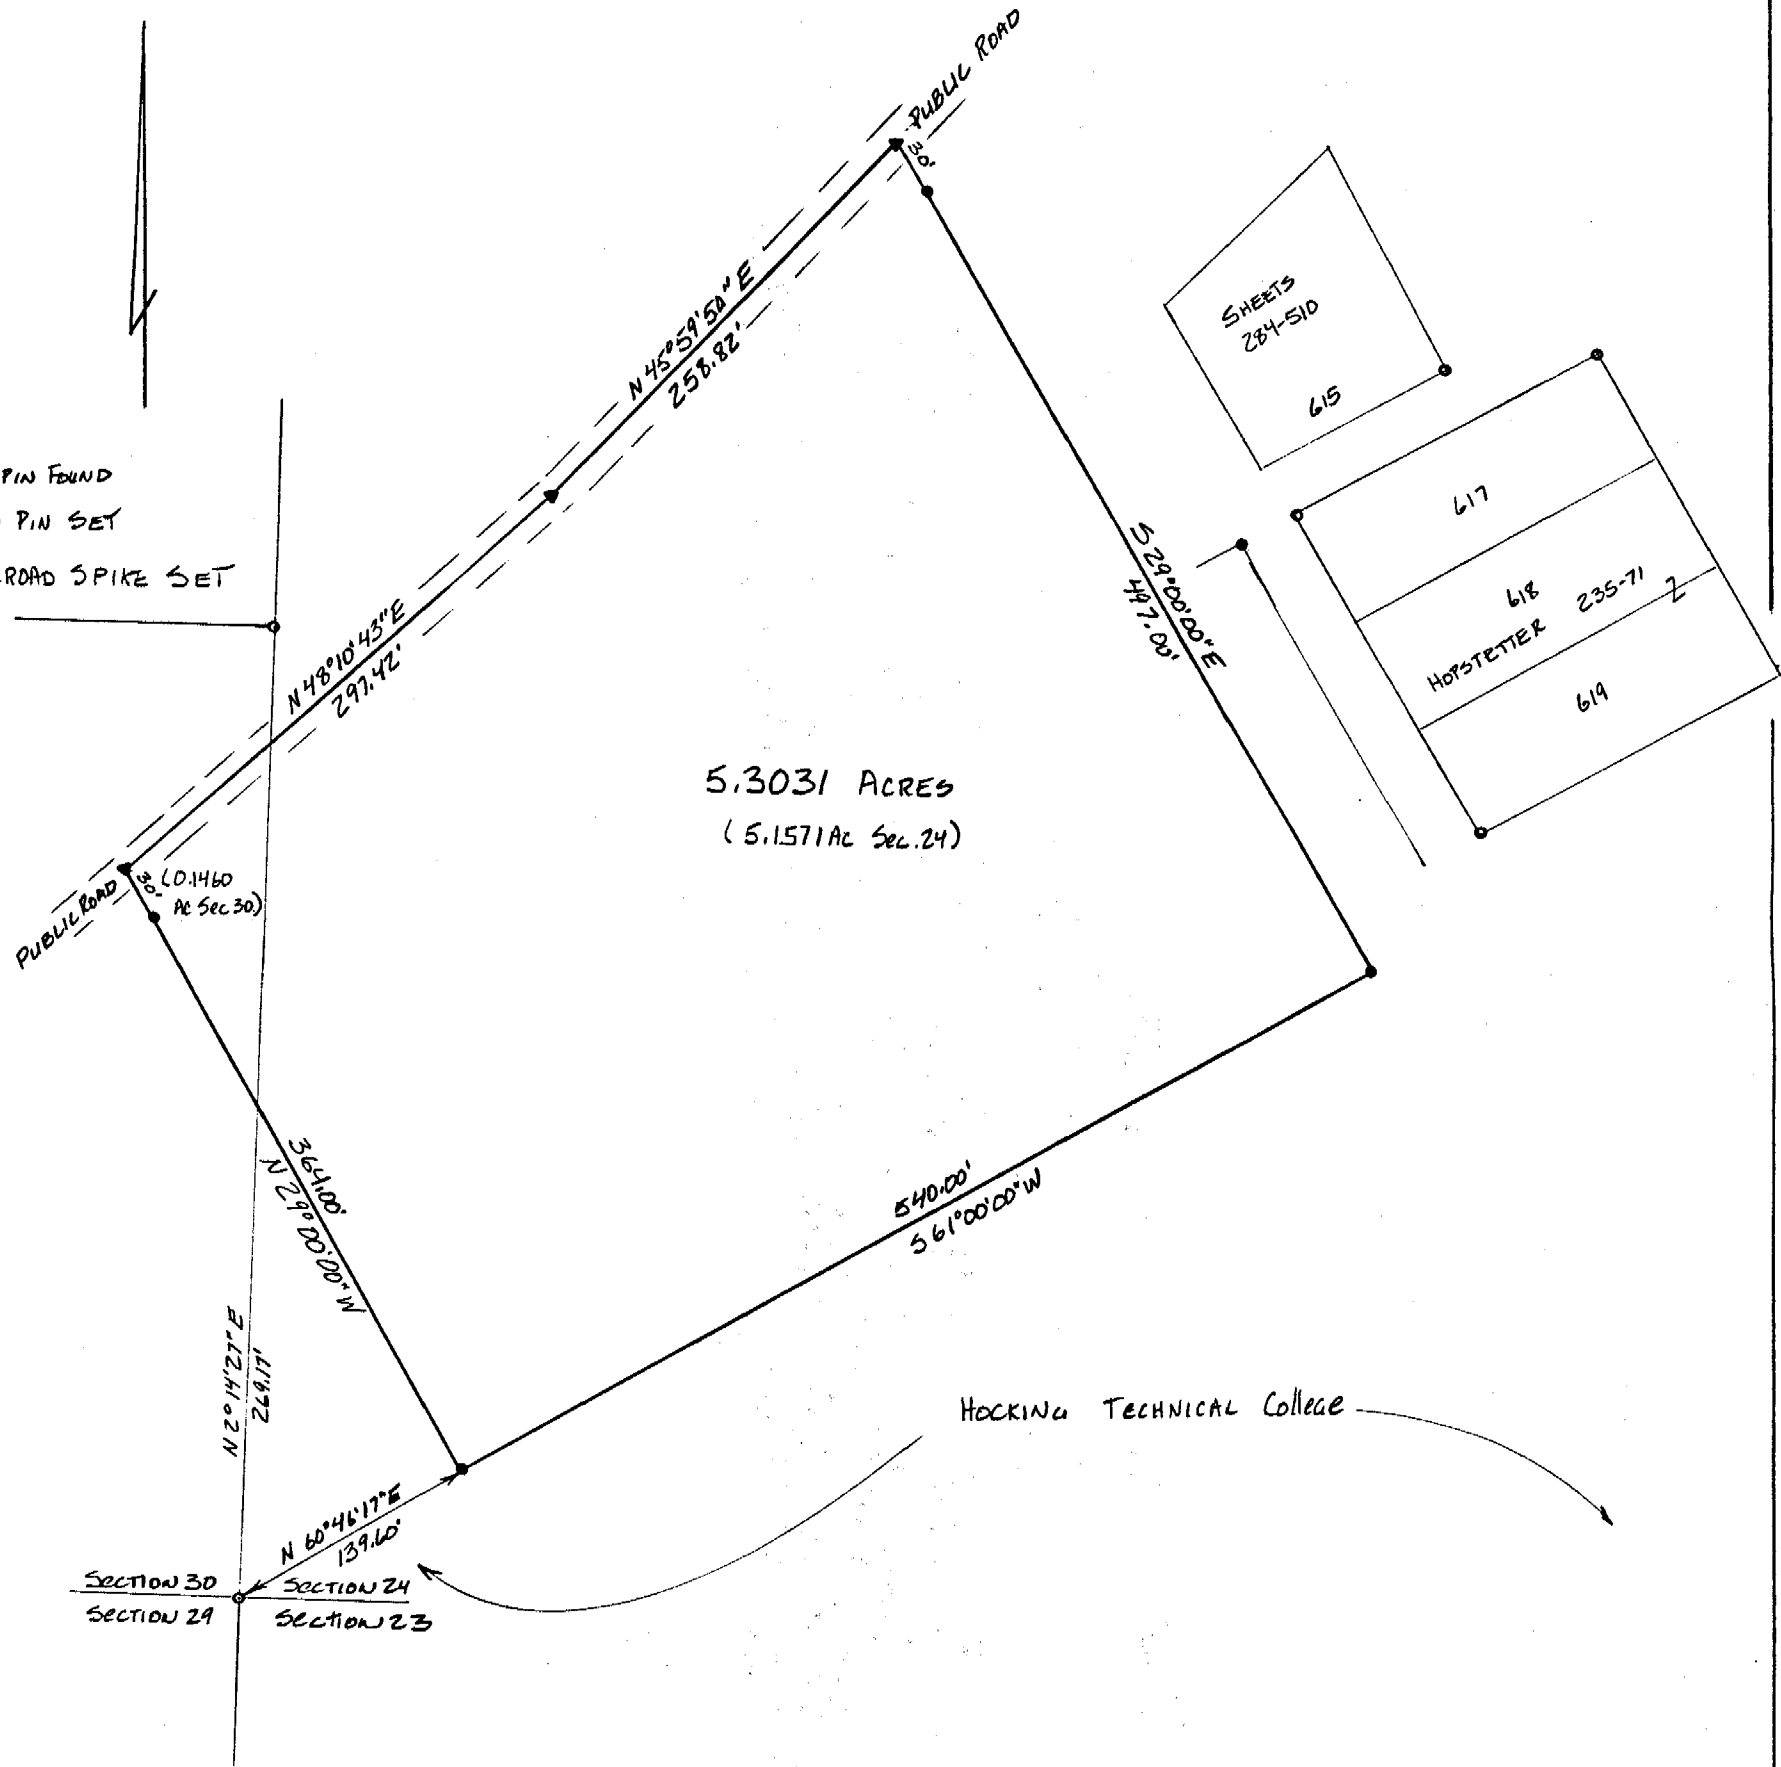 PUBLIC ROAD
30'
N 45°59'50" E
258.82'
SHEETS
284-510
615
PIN FOUND
PIN SET
ROAD SPIKE SET
617
618
235-71
HOPSTETTER
619
S 29°00'00" E
497.00'
N 48°10'43" E
297.42'
5.3031 ACRES
(5.1571 Ac Sec. 24)
PUBLIC ROAD
30'
(0.1460
Ac Sec 30)
364.00'
N 29°00'00" W
540.00'
S 61°00'00" W
N 2°14'27" E
269.17'
HOCKING TECHNICAL College
N 60°46'17" E
139.60'
SECTION 30
SECTION 24
SECTION 29
SECTION 23